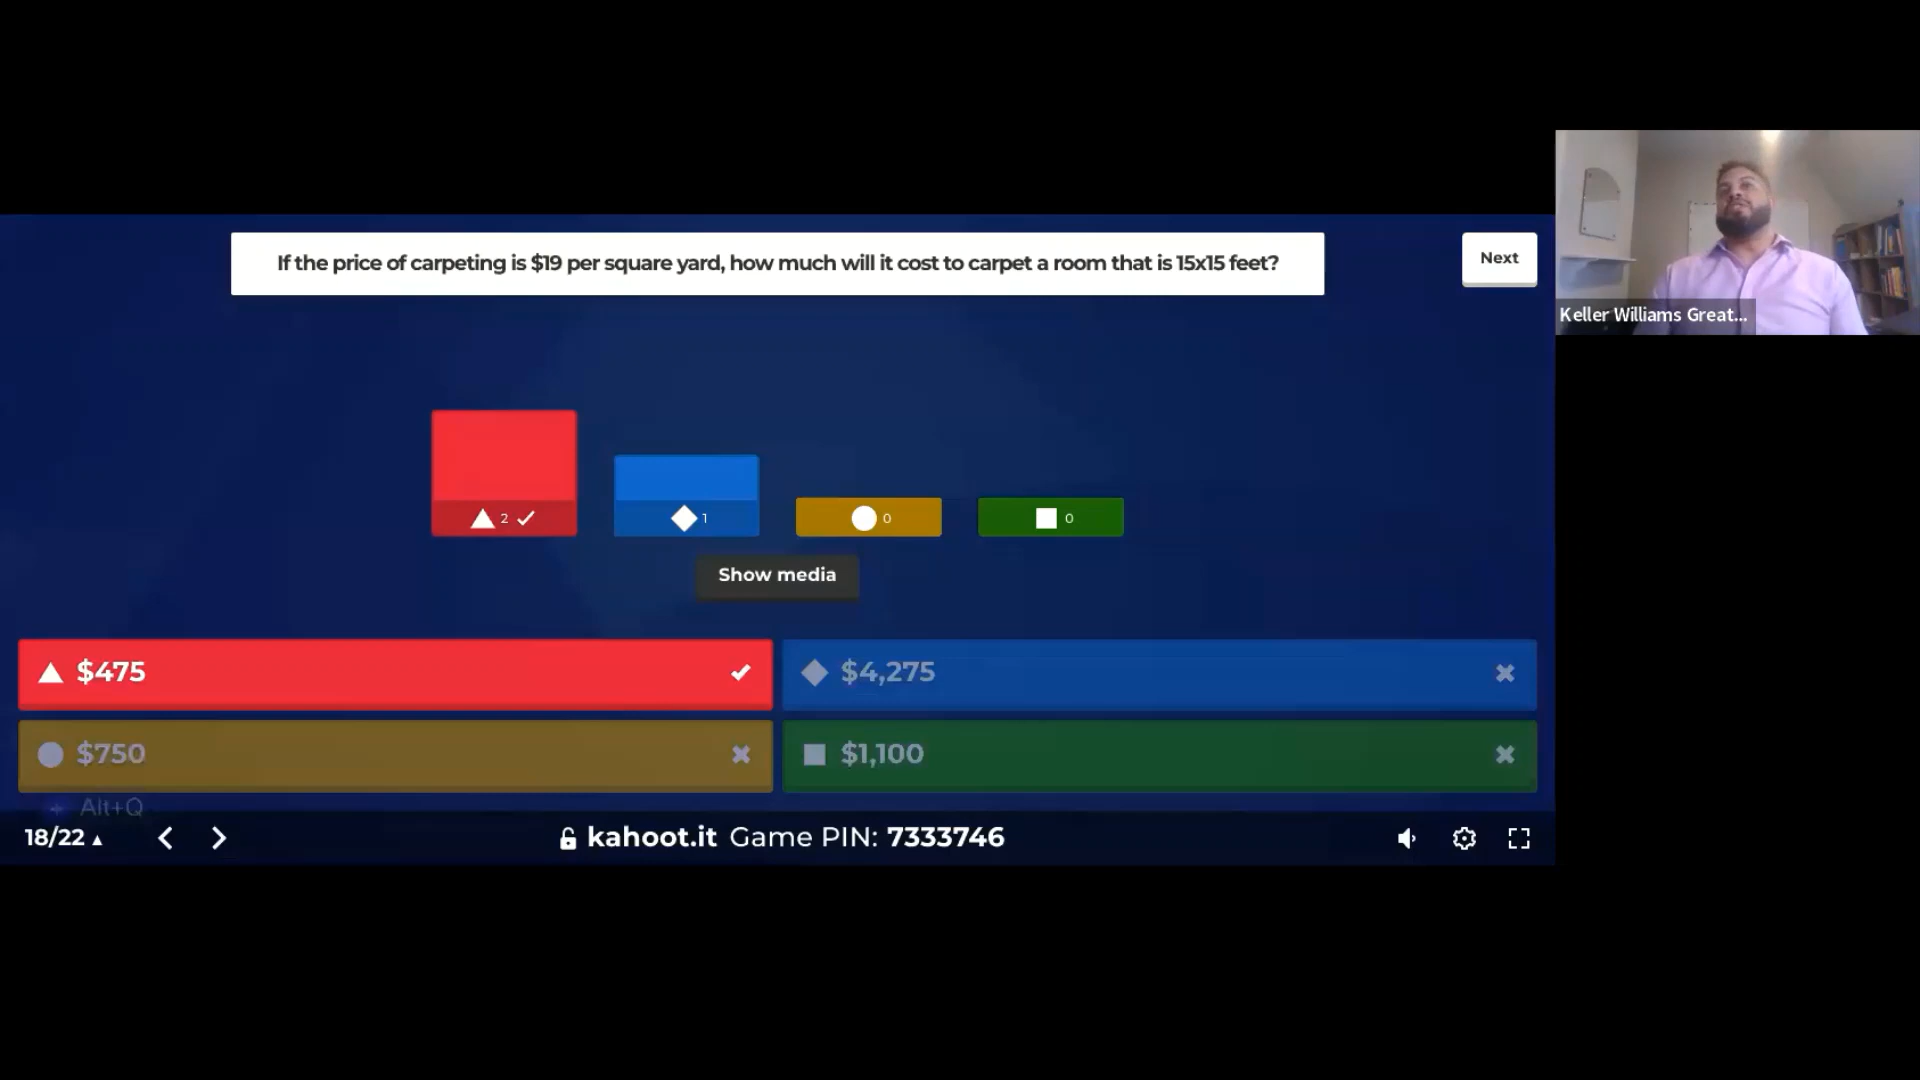 If the price of carpeting is $19 per square yard, how much will it cost to carpet a room that is 15x15 feet?
Next
Keller Williams Great...
2
1
0
0
Show media
$475
$4,275
$750
$1,100
Alt+Q
18/22
kahoot.it Game PIN: 7333746